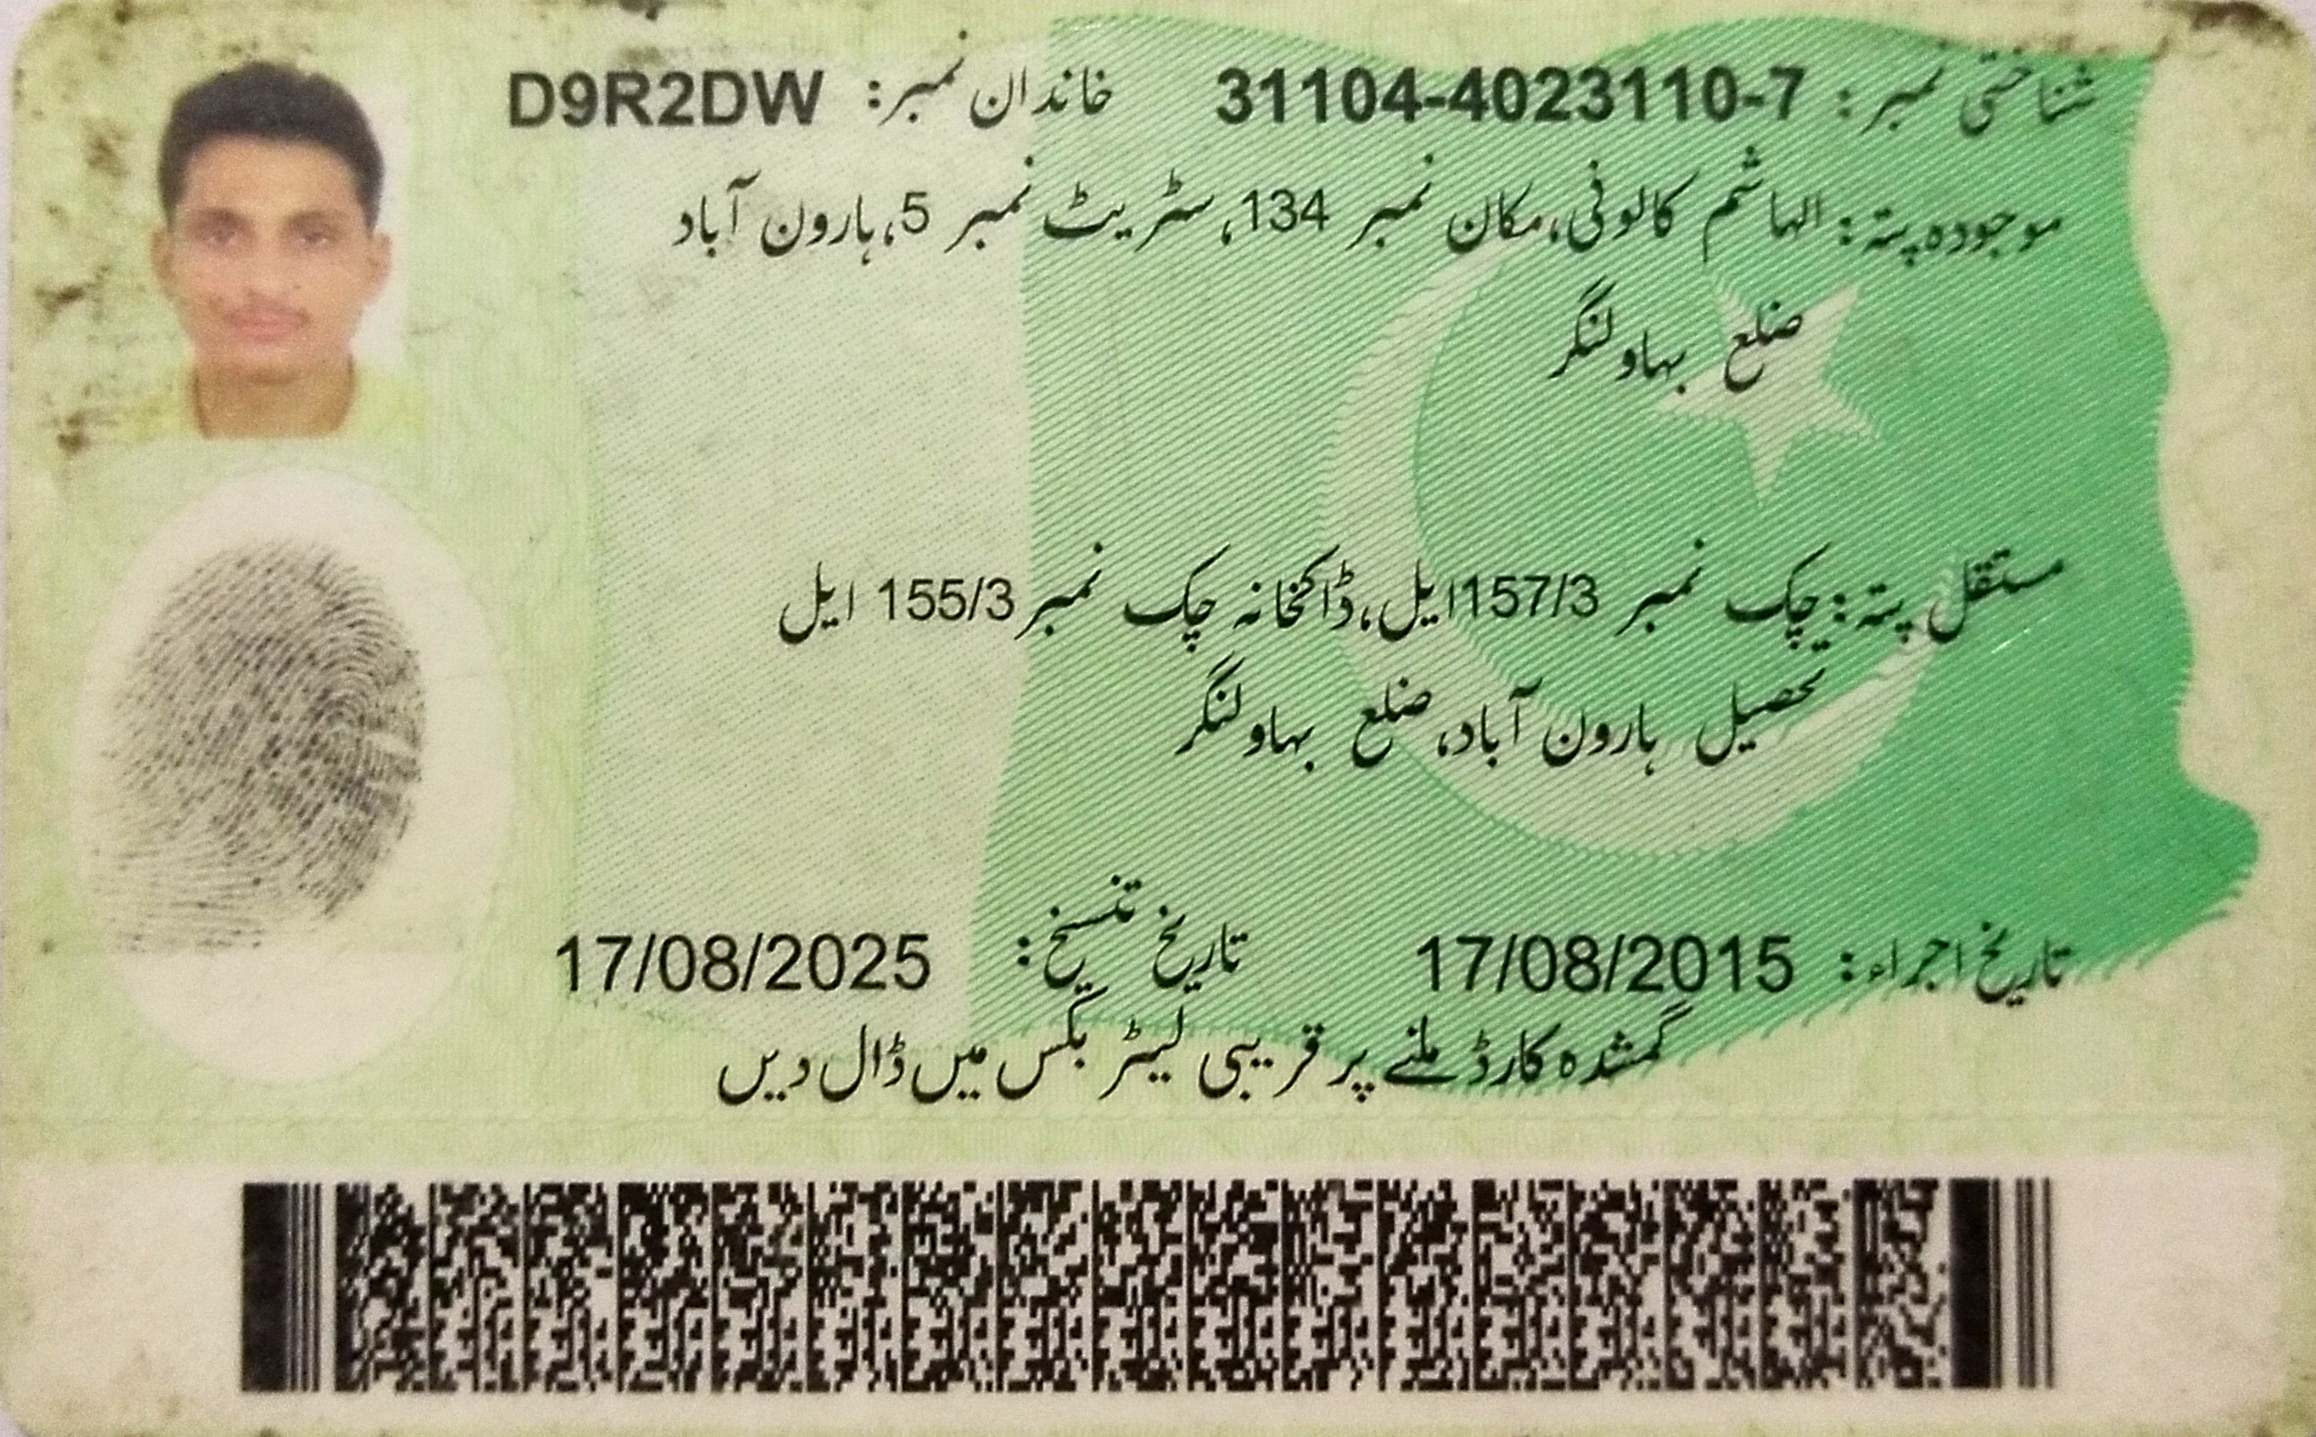 شناختی نمبر: 31104-4023110-7 خاندان نمبر: D9R2DW
موجودہ پتہ: الہاشم کالونی،مکان نمبر 134،سٹریٹ نمبر 5،ہارون آباد
ضلع بہاولنگر
مستقل پتہ: چک نمبر 157/3ایل،ڈاکخانہ چک نمبر 155/3 ایل
تحصیل ہارون آباد،ضلع بہاولنگر
تاریخ اجراء: 17/08/2015 تاریخ تنسیخ: 17/08/2025
گمشدہ کارڈ ملنے پر قریبی لیٹر بکس میں ڈال دیں